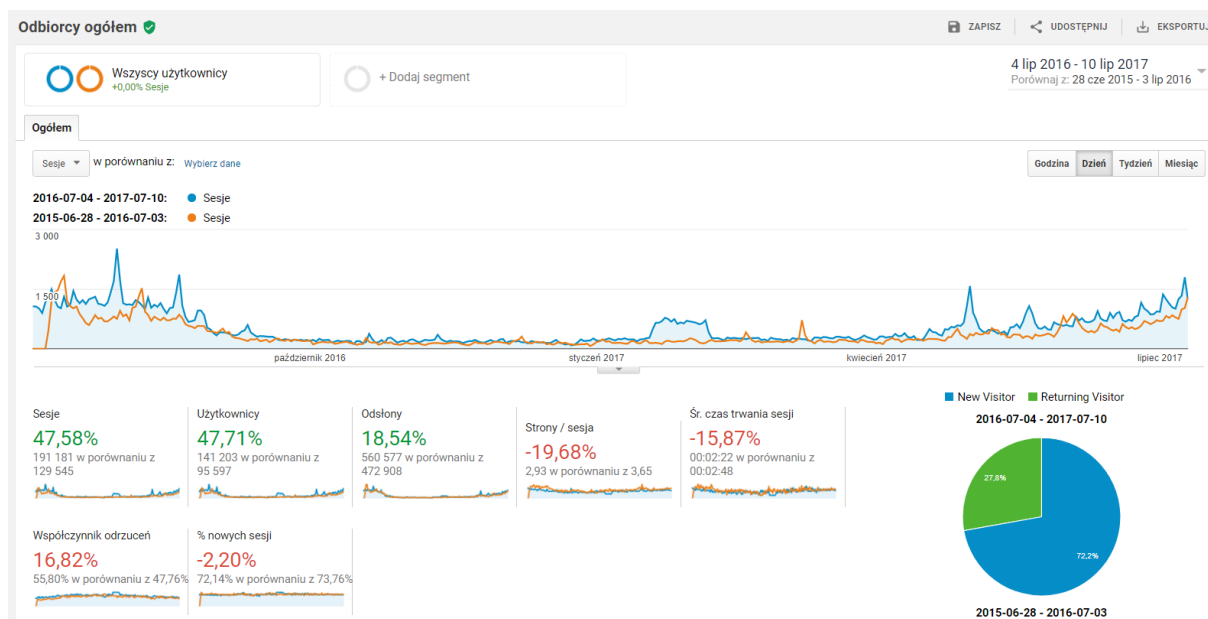 Odbiorcy ogółem
ZAPISZ
UDOSTĘPNIJ
EKSPORTUJ
Wszyscy użytkownicy
+0,00% Sesje
+ Dodaj segment
4 lip 2016 - 10 lip 2017
Porównaj z: 28 cze 2015 - 3 lip 2016
Ogółem
Sesje w porównaniu z: Wybierz dane
Godzina Dzień Tydzień Miesiąc
2016-07-04 - 2017-07-10: Sesje
2015-06-28 - 2016-07-03: Sesje
3 000
1 500
październik 2016
styczeń 2017
kwiecień 2017
lipiec 2017
Sesje
47,58%
191 181 w porównaniu z
129 545
Użytkownicy
47,71%
141 203 w porównaniu z
95 597
Odsłony
18,54%
560 577 w porównaniu z
472 908
Strony / sesja
-19,68%
2,93 w porównaniu z 3,65
Śr. czas trwania sesji
-15,87%
00:02:22 w porównaniu z
00:02:48
Współczynnik odrzuceń
16,82%
55,80% w porównaniu z 47,76%
% nowych sesji
-2,20%
72,14% w porównaniu z 73,76%
New Visitor Returning Visitor
2016-07-04 - 2017-07-10
27,8%
72,2%
2015-06-28 - 2016-07-03